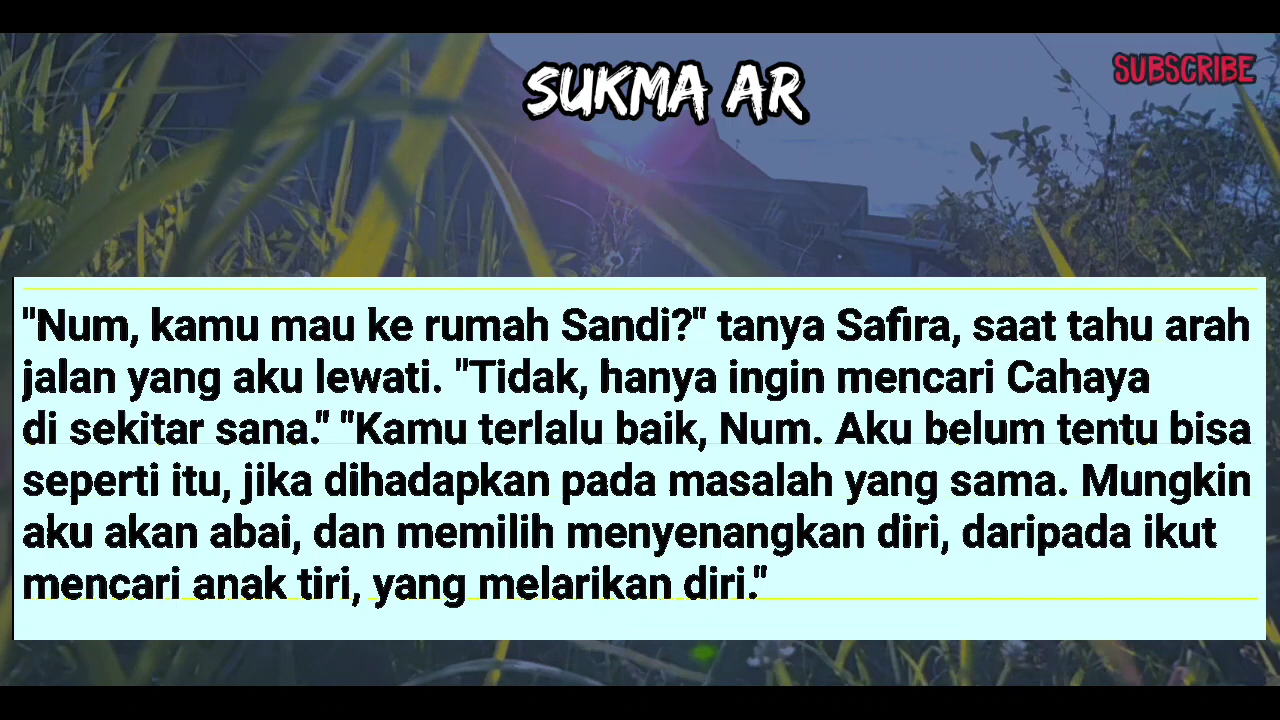 SUKMA AR
SUBSCRIBE
"Num, kamu mau ke rumah Sandi?" tanya Safira, saat tahu arah
jalan yang aku lewati. "Tidak, hanya ingin mencari Cahaya
di sekitar sana." "Kamu terlalu baik, Num. Aku belum tentu bisa
seperti itu, jika dihadapkan pada masalah yang sama. Mungkin
aku akan abai, dan memilih menyenangkan diri, daripada ikut
mencari anak tiri, yang melarikan diri."